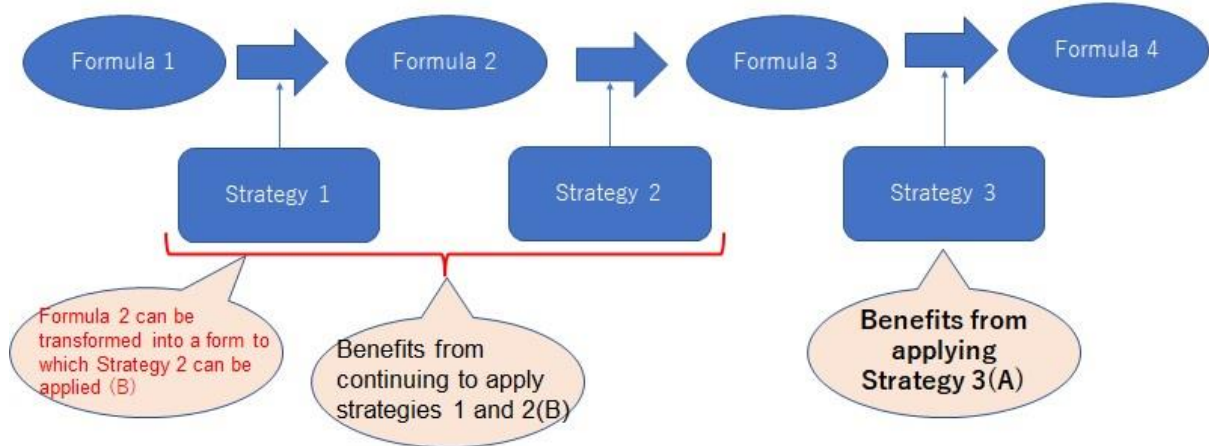 Formula 1
Formula 2
Formula 3
Formula 4
Strategy 1
Strategy 2
Strategy 3
Formula 2 can be
transformed into a form to
which Strategy 2 can be
applied (B)
Benefits from
continuing to apply
strategies 1 and 2(B)
Benefits from
applying
Strategy 3(A)